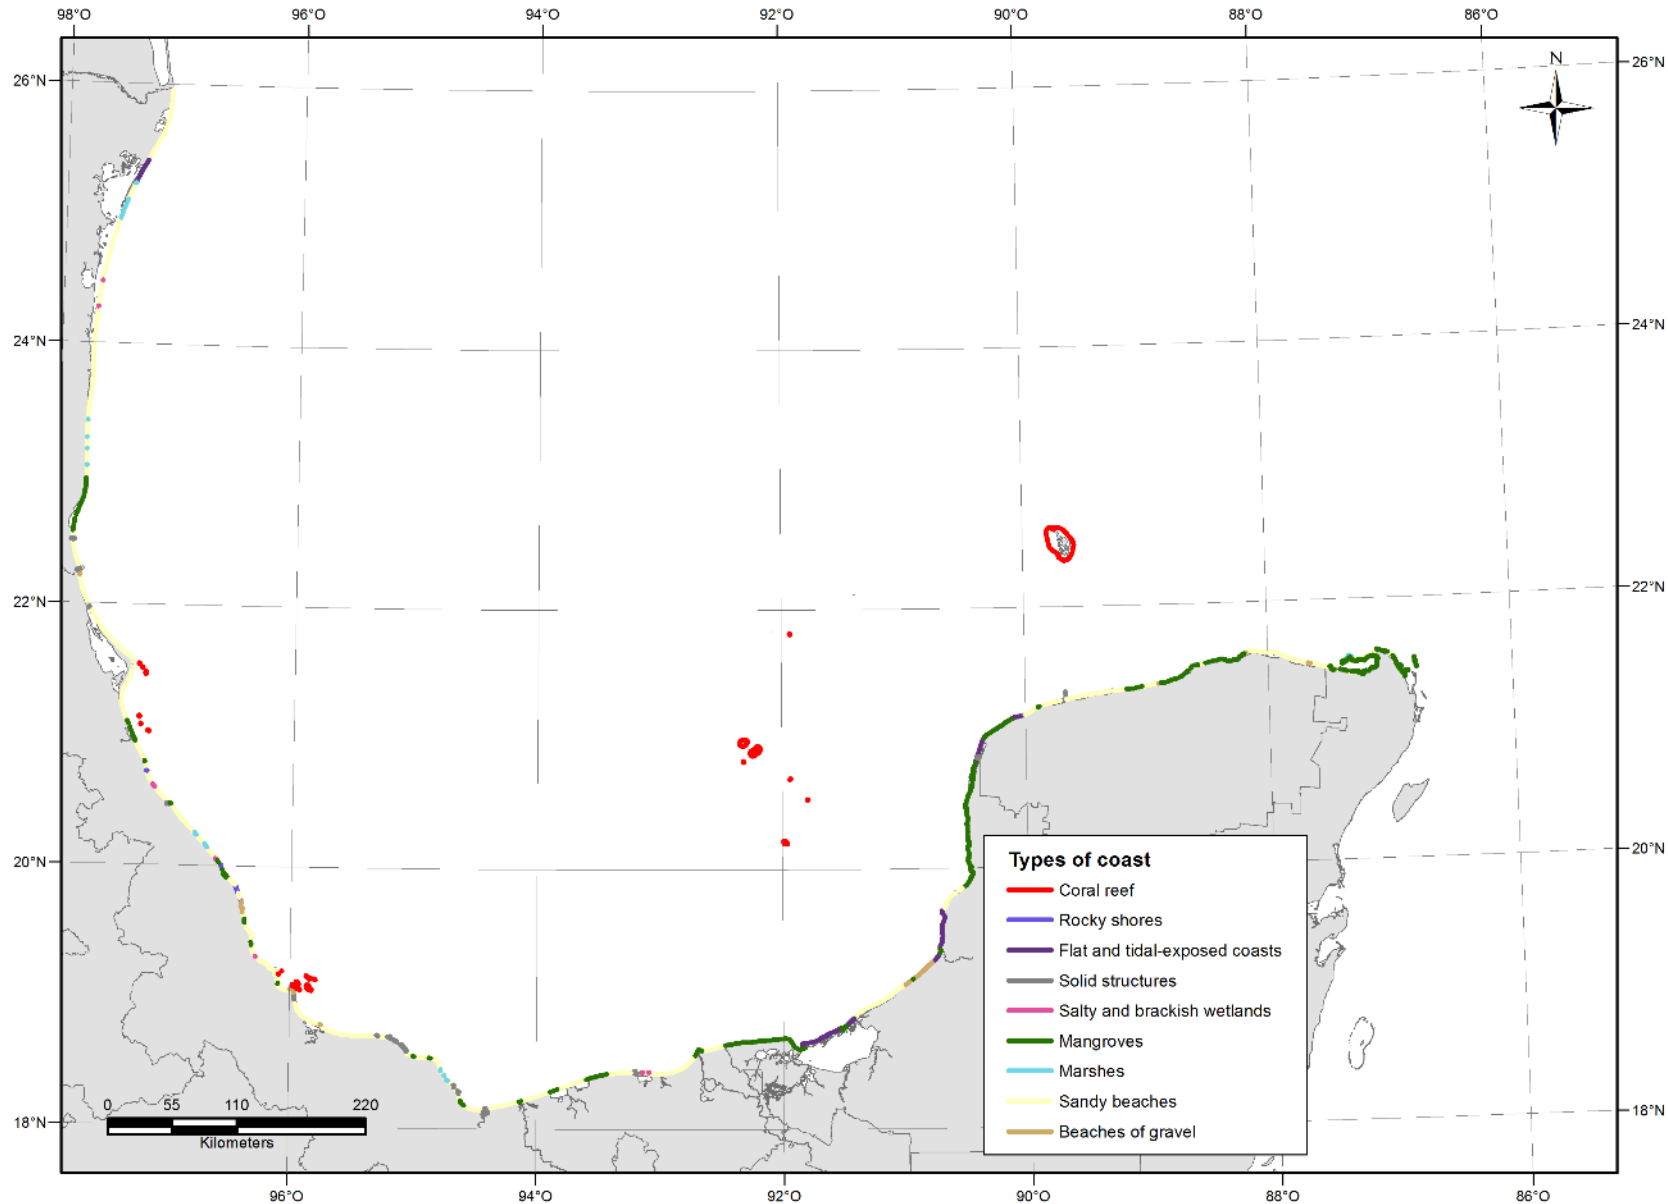 98°O 96°O 94°O 92°O 90°O 88°O 86°O
N
26°N 26°N
24°N 24°N
22°N 22°N
20°N 20°N
18°N 18°N
Types of coast
Coral reef
Rocky shores
Flat and tidal-exposed coasts
Solid structures
Salty and brackish wetlands
Mangroves
Marshes
Sandy beaches
Beaches of gravel
0 55 110 220
Kilometers
96°O 94°O 92°O 90°O 88°O 86°O